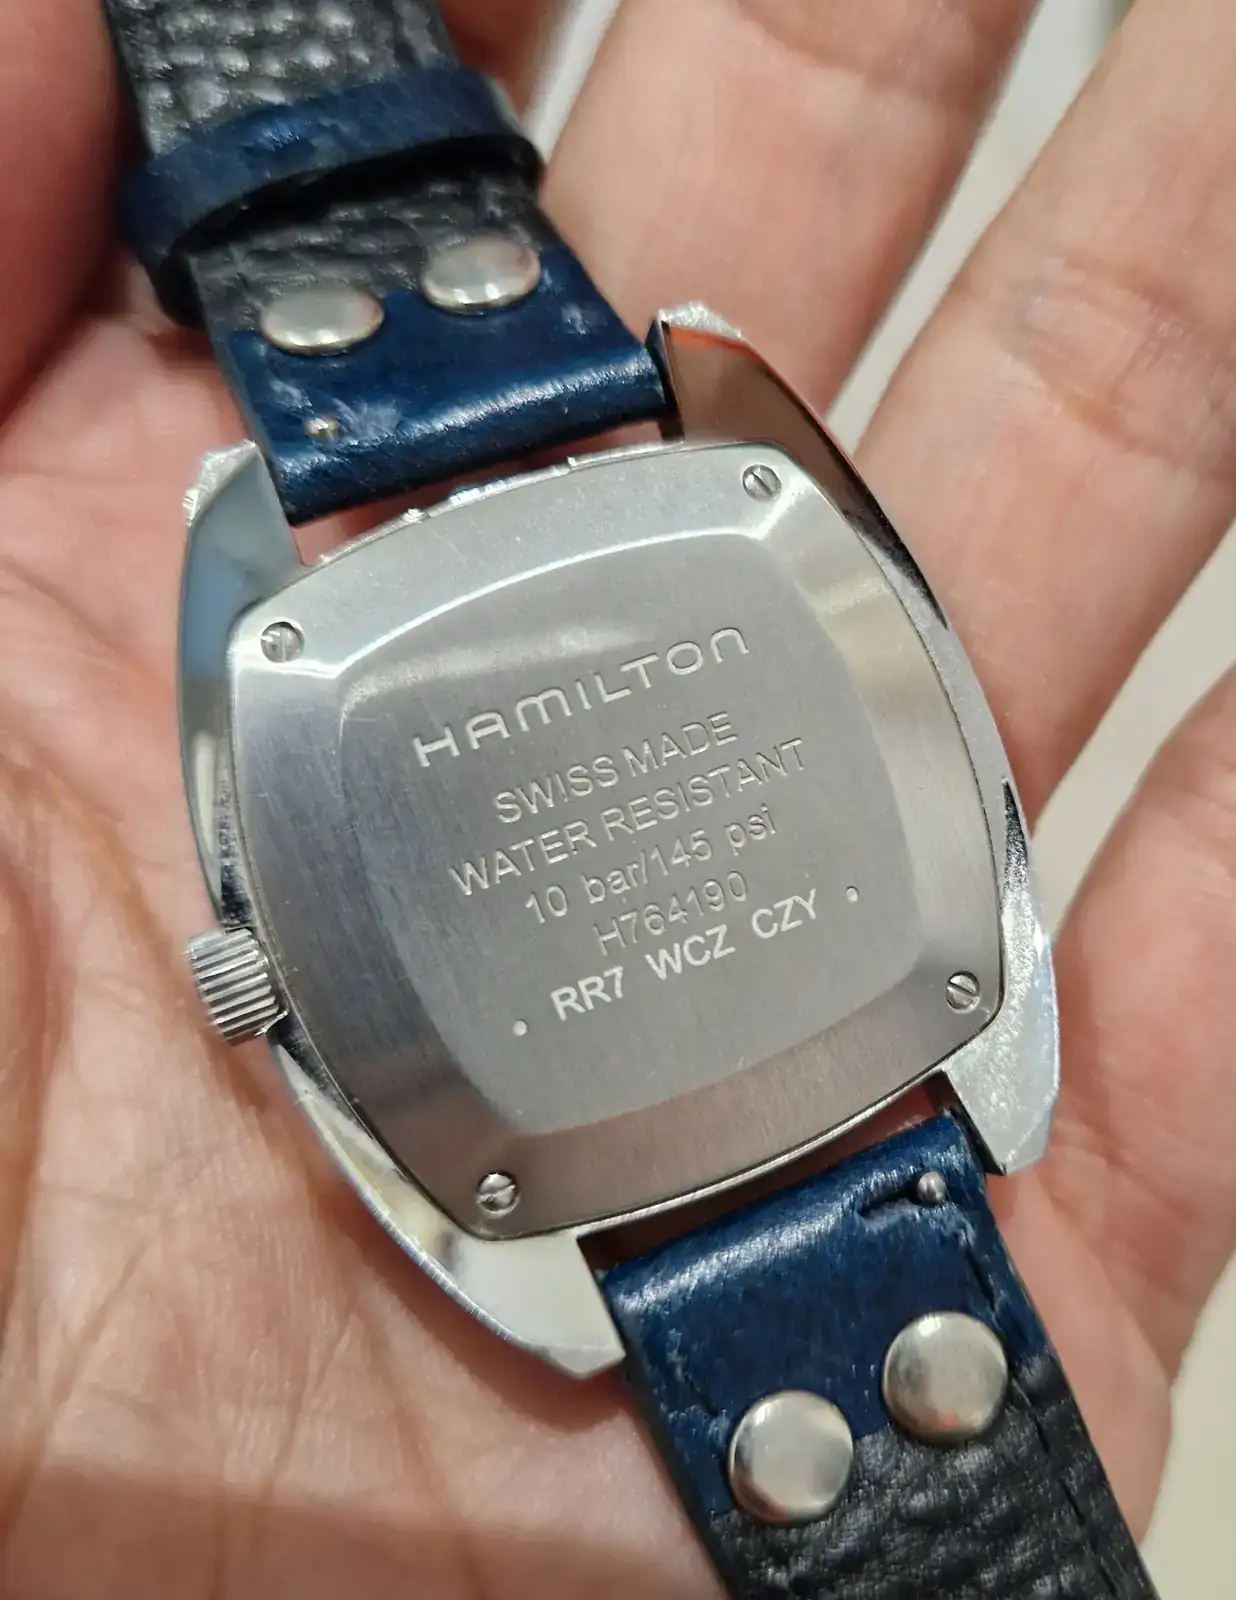 HAMILTON
SWISS MADE
WATER RESISTANT
10 bar/145 psi
H764190
• RR7 WCZ CZY •